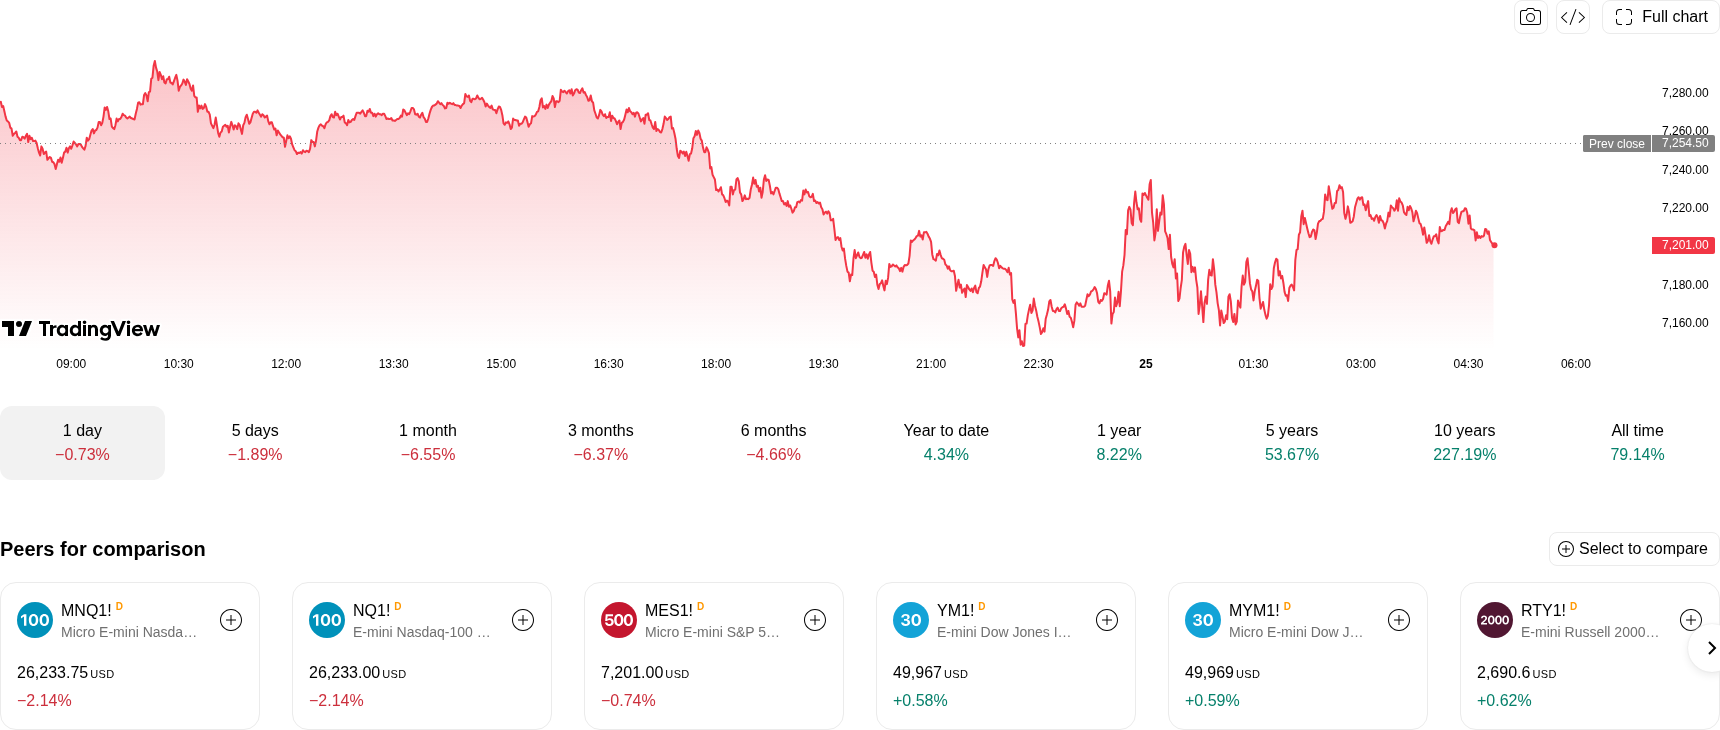 Full chart
7,280.00
7,260.00
Prev close 7,254.50
7,240.00
7,220.00
7,201.00
7,180.00
7,160.00
TradingView
09:00 10:30 12:00 13:30 15:00 16:30 18:00 19:30 21:00 22:30 25 01:30 03:00 04:30 06:00
1 day 5 days 1 month 3 months 6 months Year to date 1 year 5 years 10 years All time
−0.73% −1.89% −6.55% −6.37% −4.66% 4.34% 8.22% 53.67% 227.19% 79.14%
Peers for comparison
Select to compare
100 MNQ1! D
Micro E-mini Nasda…
26,233.75 USD
−2.14%
100 NQ1! D
E-mini Nasdaq-100 …
26,233.00 USD
−2.14%
500 MES1! D
Micro E-mini S&P 5…
7,201.00 USD
−0.74%
30 YM1! D
E-mini Dow Jones I…
49,967 USD
+0.58%
30 MYM1! D
Micro E-mini Dow J…
49,969 USD
+0.59%
2000 RTY1! D
E-mini Russell 2000…
2,690.6 USD
+0.62%